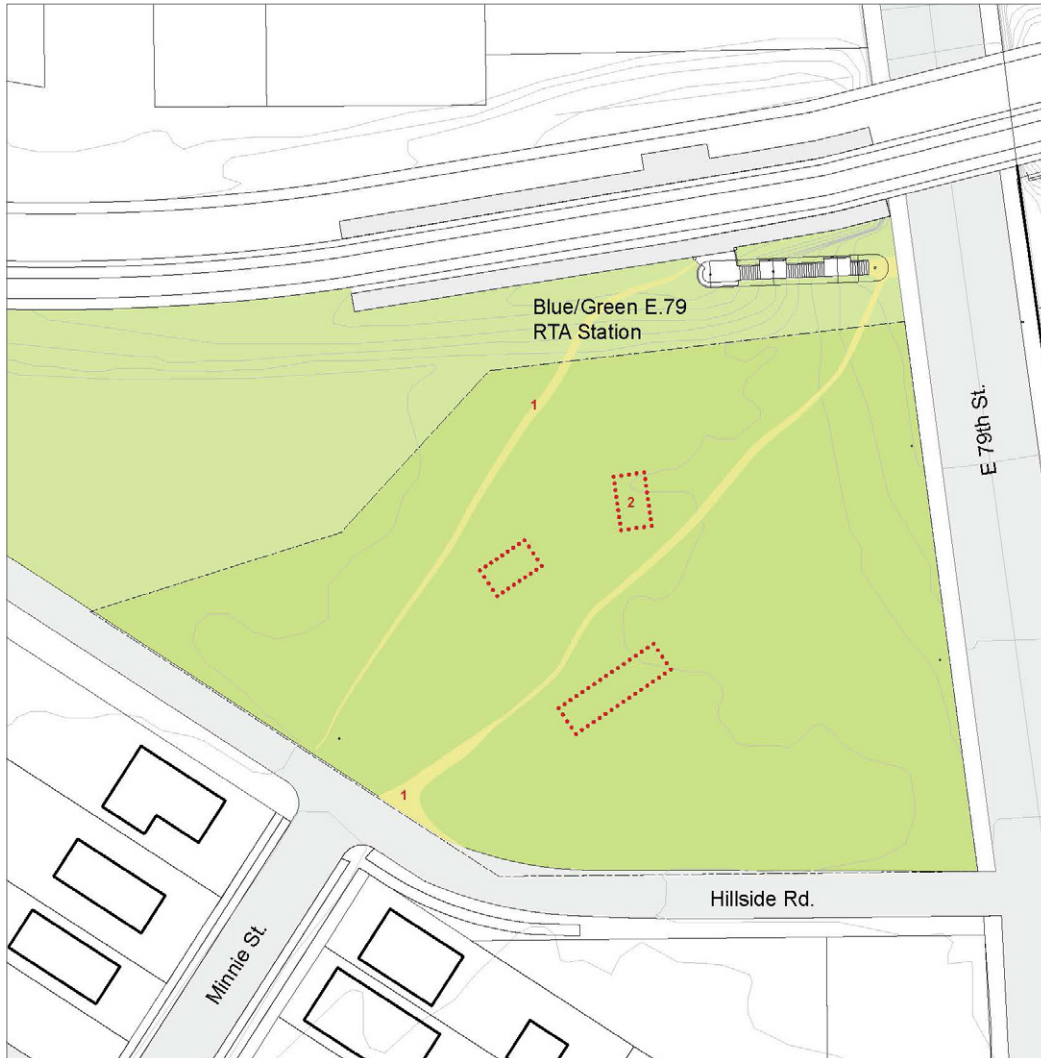 Blue/Green E.79
RTA Station
1
E 79th St.
2
1
Hillside Rd.
Minnie St.